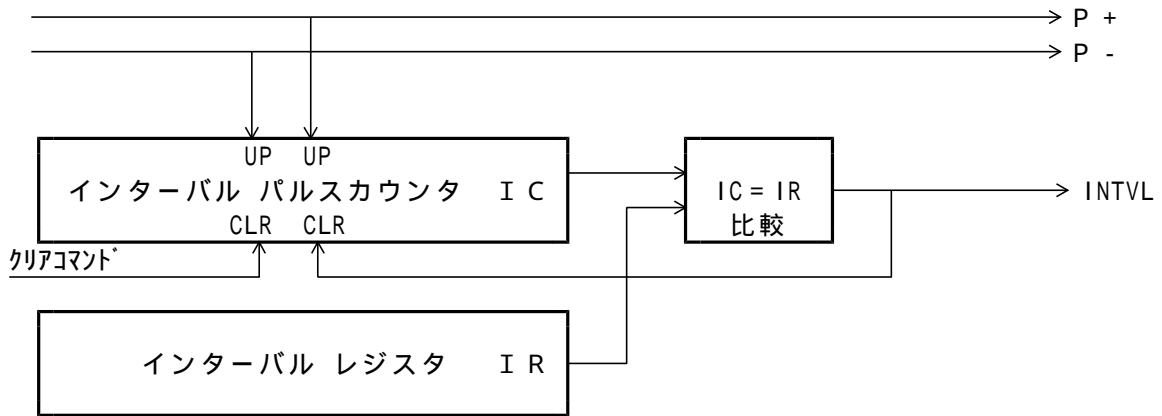 P +
P -
UP UP
インターバル パルスカウンタ IC
CLR CLR
IC = IR
比較
INTVL
クリアコマンド
インターバル レジスタ IR